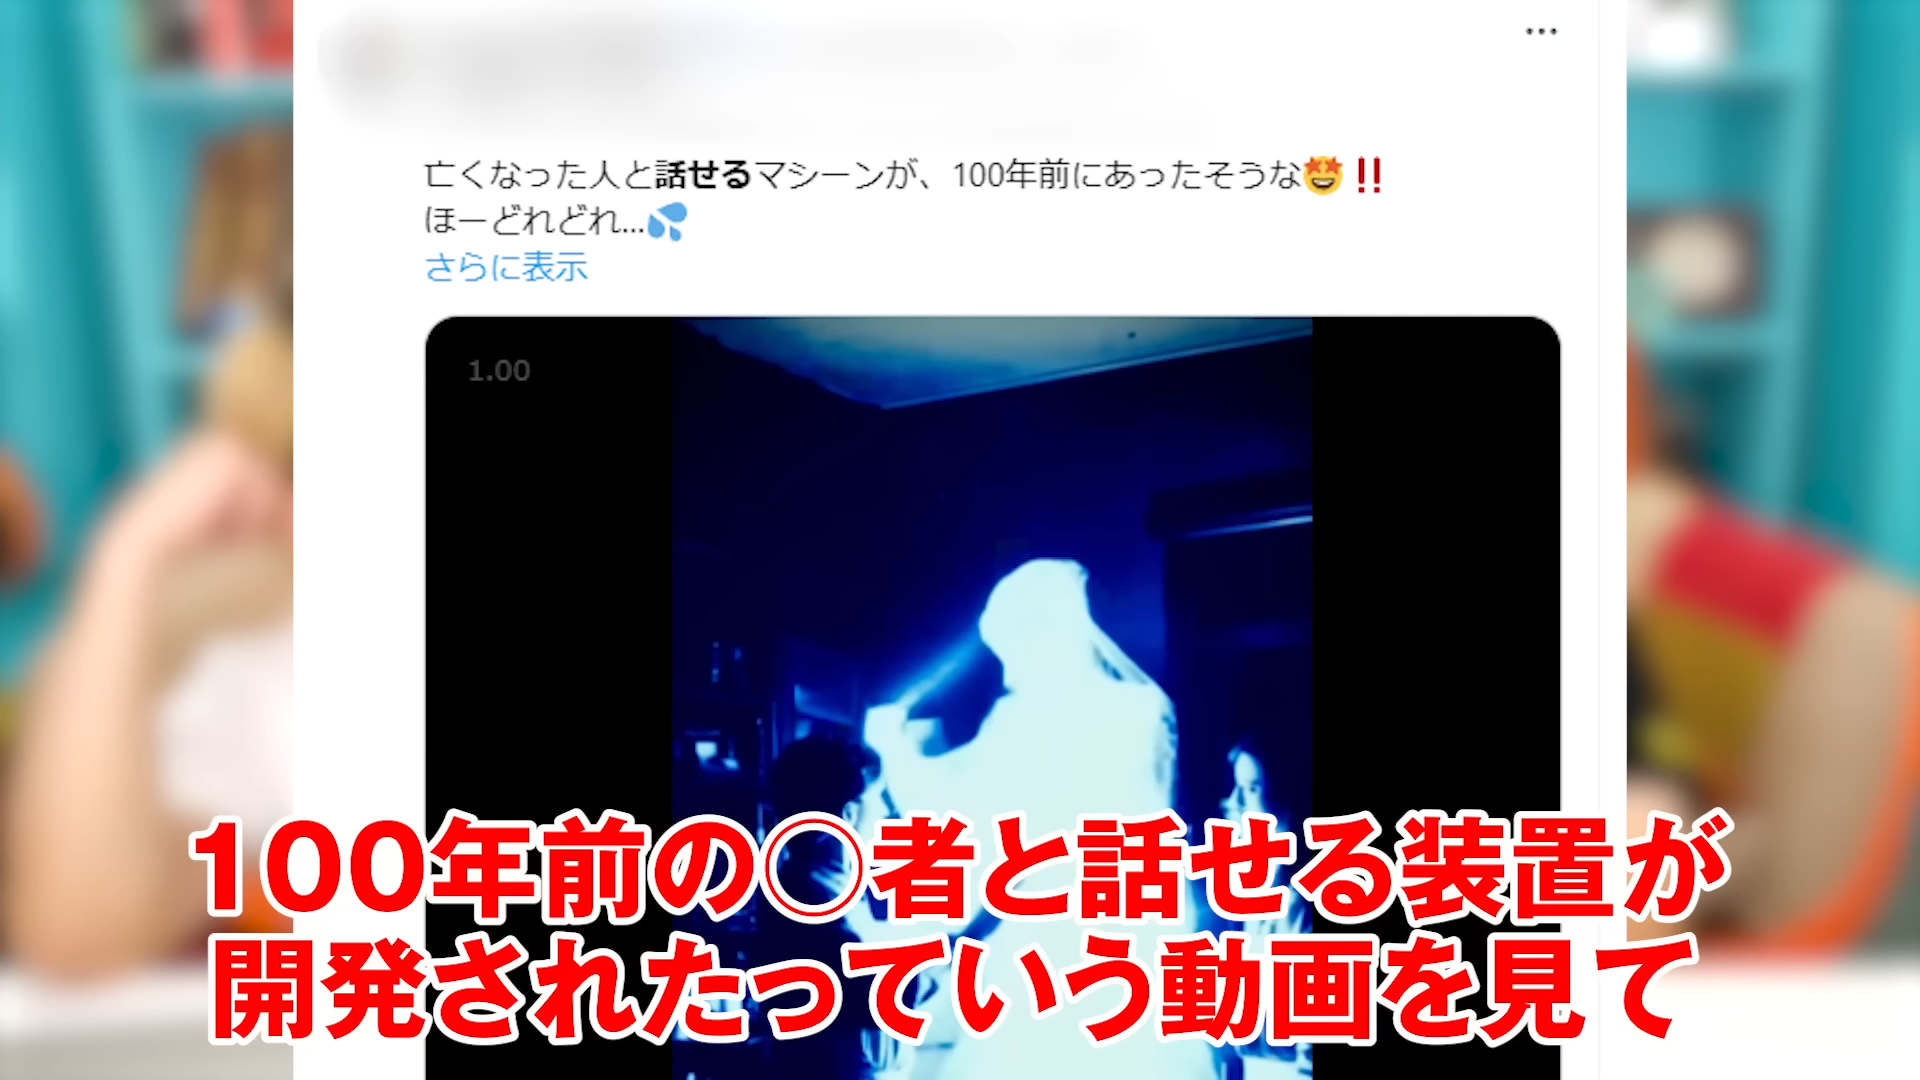 亡くなった人と話せるマシーンが、100年前にあったそうな🤩‼️
ほーどれどれ...💦
さらに表示
1.00
100年前の〇者と話せる装置が
開発されたっていう動画を見て